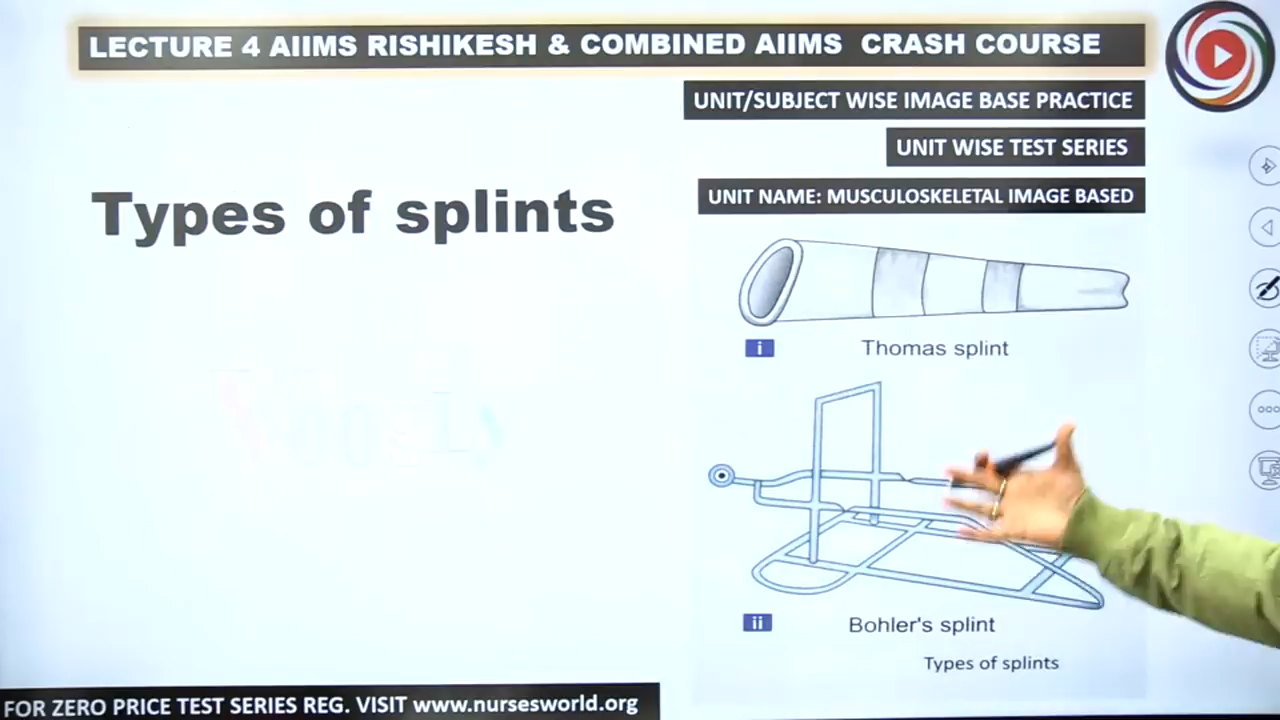 LECTURE 4 AIIMS RISHIKESH & COMBINED AIIMS CRASH COURSE
UNIT/SUBJECT WISE IMAGE BASE PRACTICE
UNIT WISE TEST SERIES
UNIT NAME: MUSCULOSKELETAL IMAGE BASED
Types of splints
i Thomas splint
ii Bohler's splint
Types of splints
FOR ZERO PRICE TEST SERIES REG. VISIT www.nursesworld.org